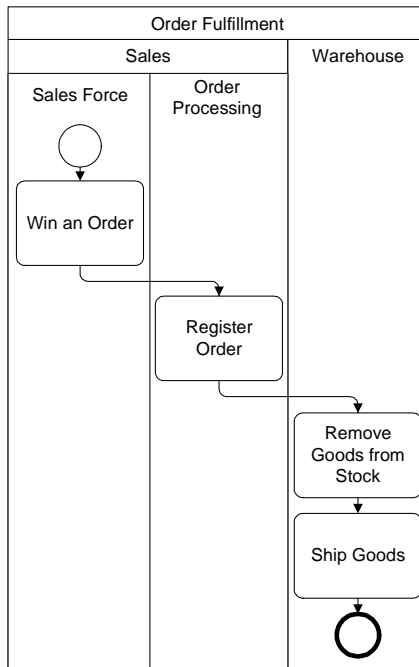 Order Fulfillment
Sales
Warehouse
Sales Force
Order
Processing
Win an Order
Register
Order
Remove
Goods from
Stock
Ship Goods